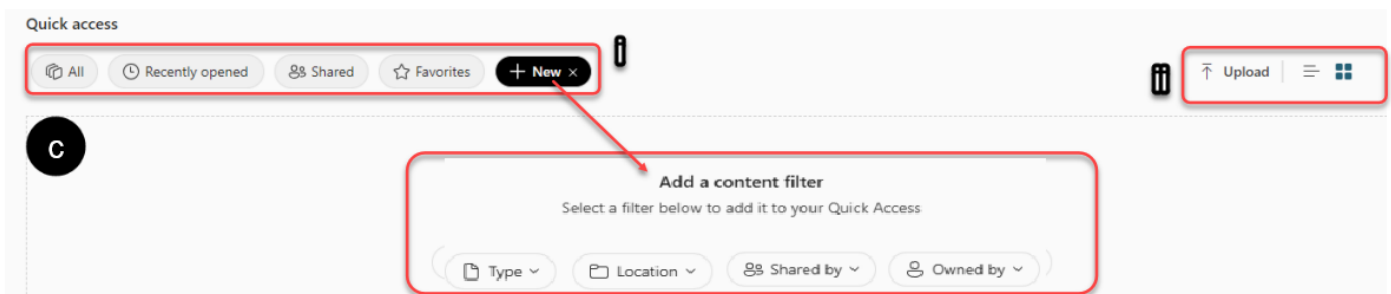 Quick access
All Recently opened Shared Favorites + New × i
ii Upload
C
Add a content filter
Select a filter below to add it to your Quick Access
Type Location Shared by Owned by